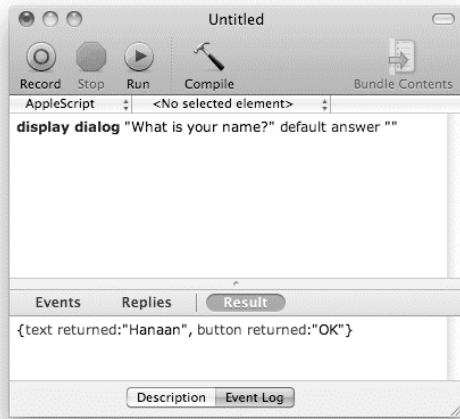 Untitled
Record Stop Run Compile Bundle Contents
AppleScript <No selected element>
display dialog "What is your name?" default answer ""
Events Replies Result
{text returned:"Hanaan", button returned:"OK"}
Description Event Log